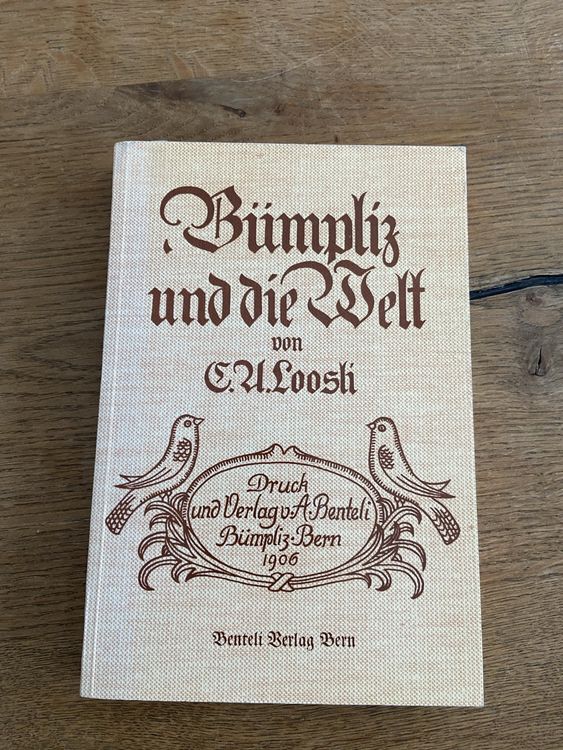 Bümpliz
und die Welt
von
C.A.Loosli
Druck
und Verlag v. A. Benteli
Bümpliz-Bern
1906
Benteli Verlag Bern